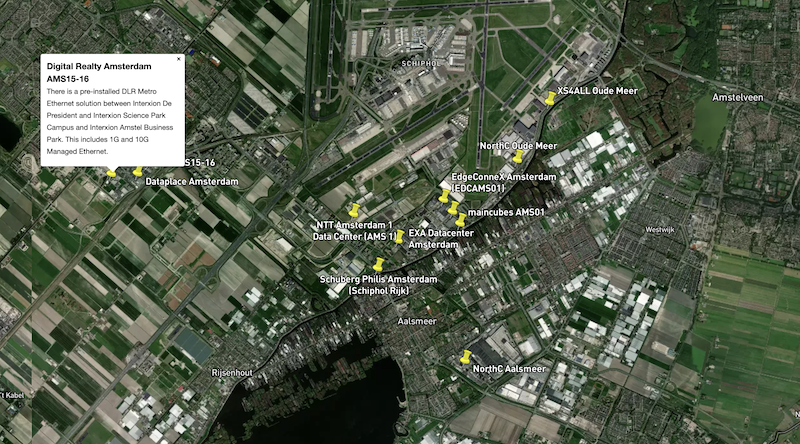 Digital Realty Amsterdam
AMS15-16
There is a pre-installed DLR Metro
Ethernet solution between Interxion De
President and Interxion Science Park
Campus and Interxion Amstel Business
Park. This includes 1G and 10G
Managed Ethernet.
×
SCHIPHOL
XS4ALL Oude Meer
Amstelveen
NorthC Oude Meer
S15-16
Dataplace Amsterdam
EdgeConneX Amsterdam
(EDCAMS01)
maincubes AMS01
NTT Amsterdam 1
Data Center (AMS 1)
EXA Datacenter
Amsterdam
Westwijk
Schuberg Philis Amsterdam
(Schiphol Rijk)
Aalsmeer
NorthC Aalsmeer
Rijsenhout
't Kabel
N